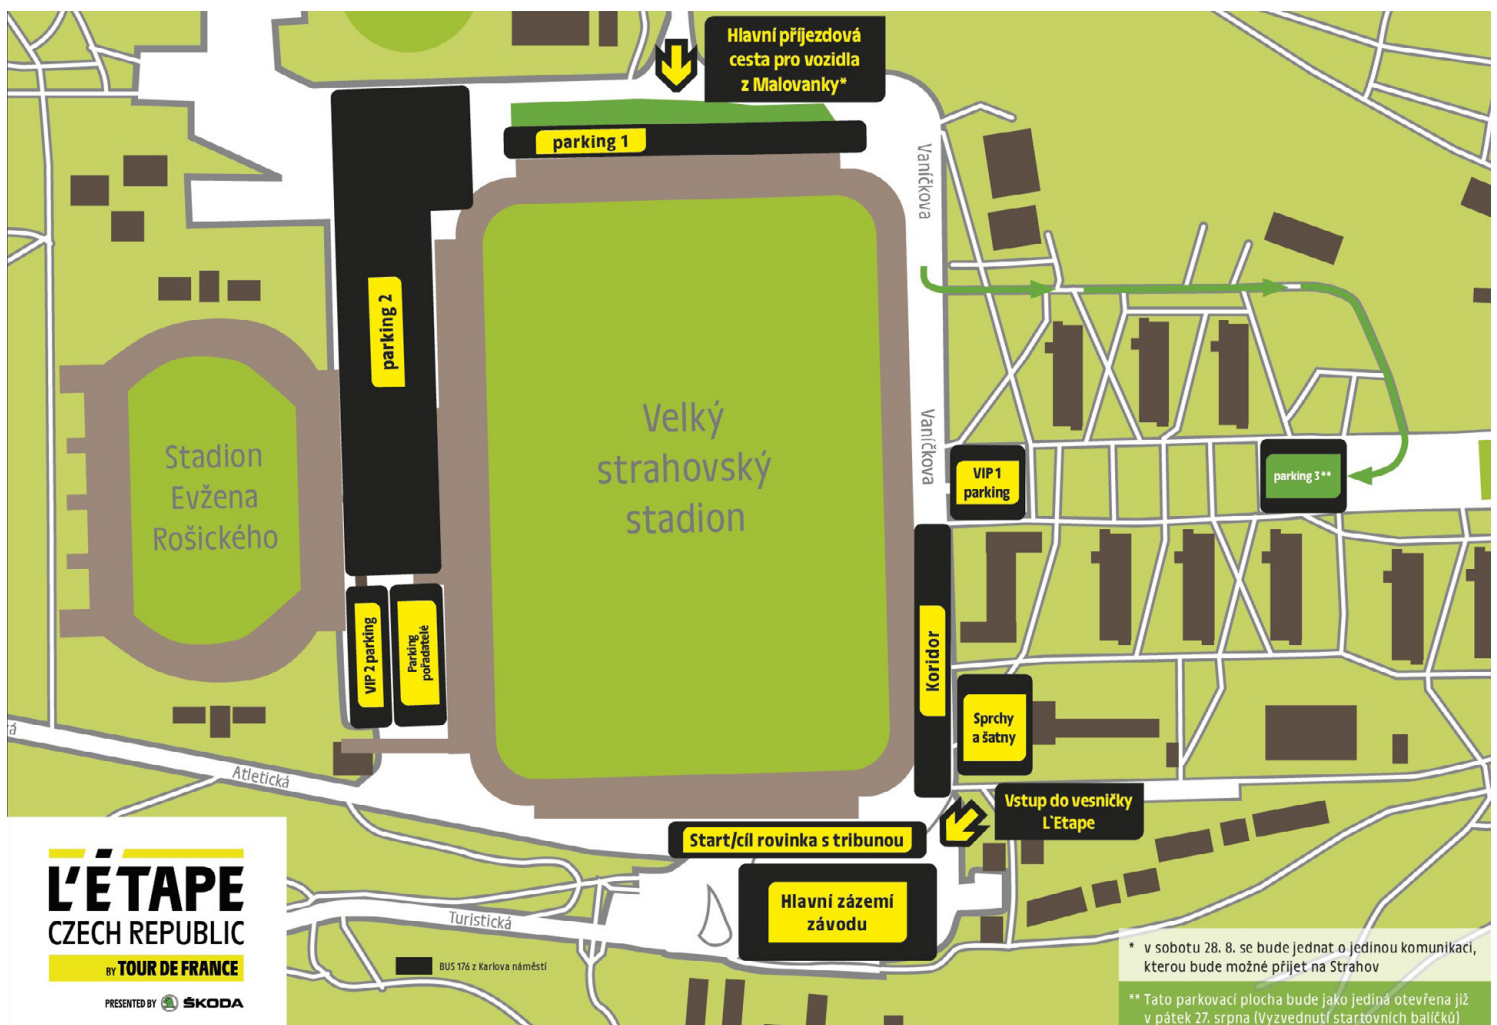 Hlavní příjezdová
cesta pro vozidla
z Malovanky*
parking 1
Vaníčkova
parking 2
Velký
strahovský
stadion
Stadion
Evžena
Rošického
Vaníčkova
VIP 1
parking
parking 3**
VIP 2 parking
Parking
pořadatelé
Koridor
Sprchy
a šatny
Atletická
Vstup do vesničky
L`Etape
Start/cíl rovinka s tribunou
Hlavní zázemí
závodu
Turistická
L'ÉTAPE
CZECH REPUBLIC
BY TOUR DE FRANCE
PRESENTED BY ŠKODA
BUS 176 z Karlova náměstí
* v sobotu 28. 8. se bude jednat o jedinou komunikaci,
kterou bude možné přijet na Strahov
** Tato parkovací plocha bude jako jediná otevřena již
v pátek 27. srpna (Vyzvednutí startovních balíčků)